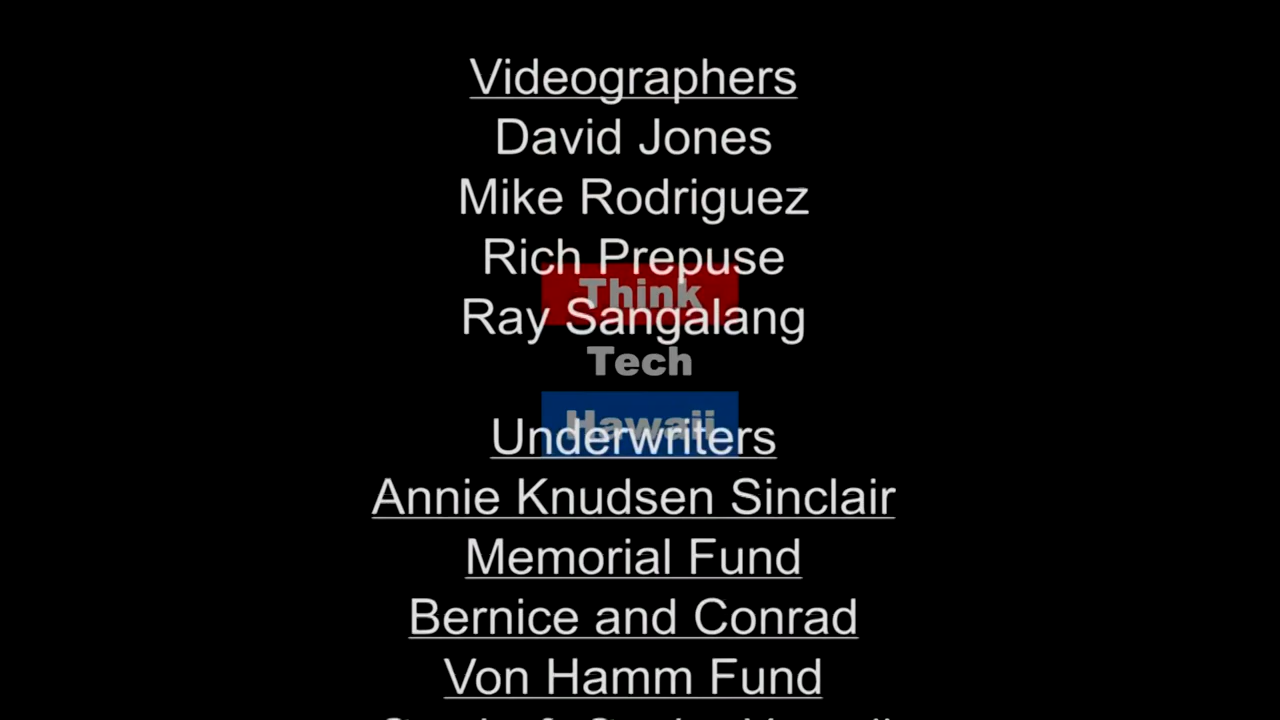 Videographers
David Jones
Mike Rodriguez
Rich Prepuse
Think
Ray Sangalang
Tech
Hawaii
Underwriters
Annie Knudsen Sinclair
Memorial Fund
Bernice and Conrad
Von Hamm Fund